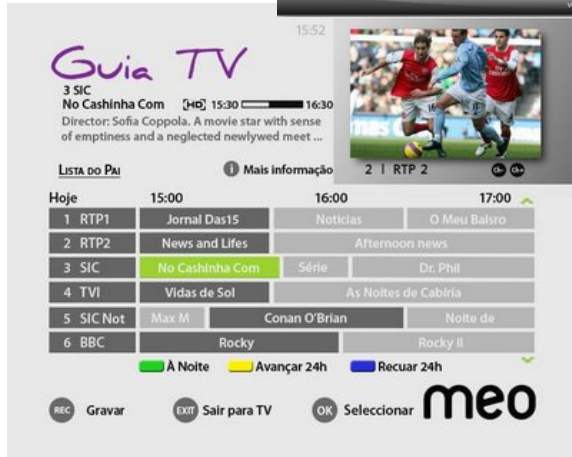 15:52
Guia TV
3 SIC
No Cashinha Com HD 15:30 16:30
Director: Sofia Coppola. A movie star with sense
of emptiness and a neglected newlywed meet ...
LISTA DO PAI i Mais informação
2 | RTP 2 Ch- Ch+
Hoje 15:00 16:00 17:00
1 RTP1 Jornal Das15 Noticias O Meu Balsro
2 RTP2 News and Lifes Afternoon news
3 SIC No Cashinha Com Série Dr. Phil
4 TVI Vidas de Sol As Noites de Cabíria
5 SIC Not Max M Conan O'Brian Noite de
6 BBC Rocky Rocky II
À Noite Avançar 24h Recuar 24h
REC Gravar EXIT Sair para TV OK Seleccionar meo